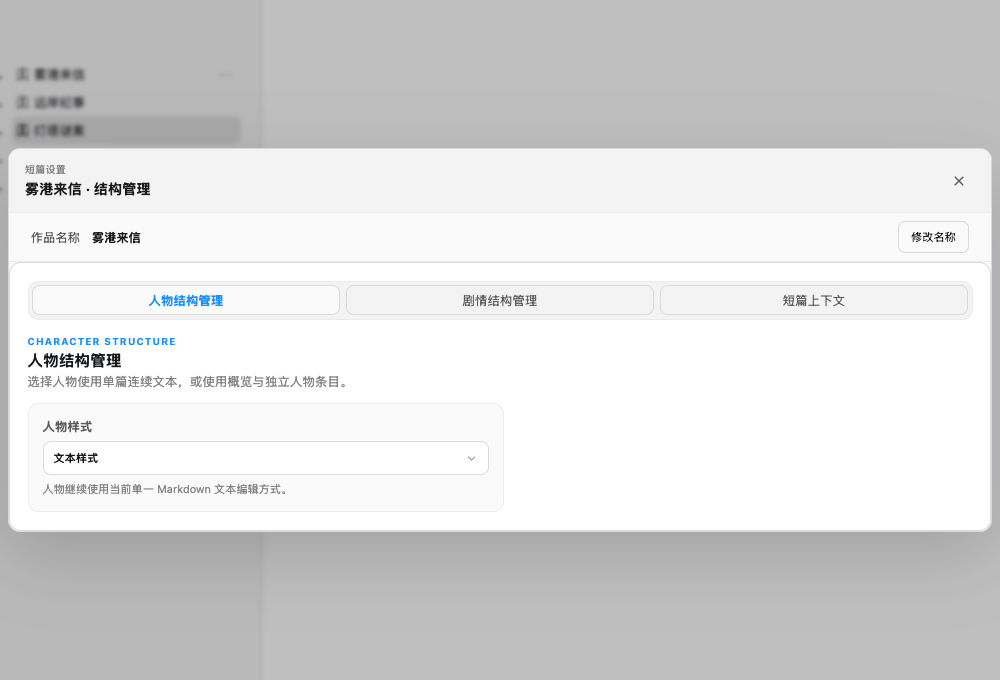 雾港来信
远岸纪事
灯塔谜案
短篇设置
雾港来信 · 结构管理
作品名称 雾港来信
修改名称
人物结构管理
剧情结构管理
短篇上下文
CHARACTER STRUCTURE
人物结构管理
选择人物使用单篇连续文本，或使用概览与独立人物条目。
人物样式
文本样式
人物继续使用当前单一 Markdown 文本编辑方式。